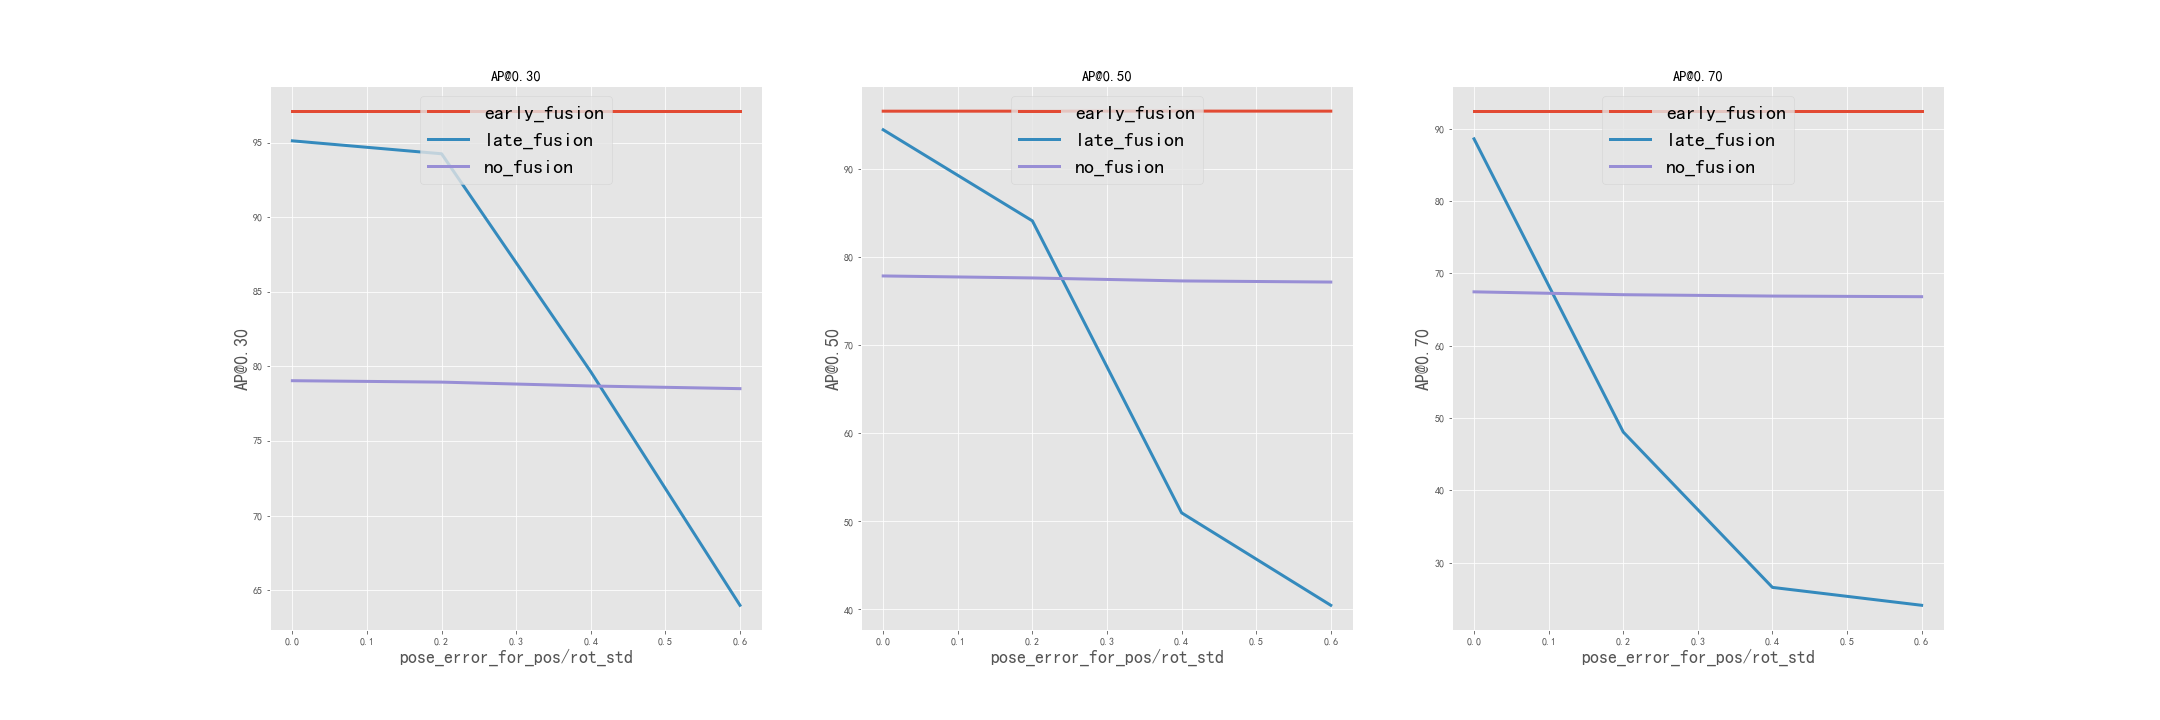 AP@0.30
early_fusion
late_fusion
no_fusion
95
90
85
80
75
70
65
AP@0.30
0.0 0.1 0.2 0.3 0.4 0.5 0.6
pose_error_for_pos/rot_std
AP@0.50
early_fusion
late_fusion
no_fusion
90
80
70
60
50
40
AP@0.50
0.0 0.1 0.2 0.3 0.4 0.5 0.6
pose_error_for_pos/rot_std
AP@0.70
early_fusion
late_fusion
no_fusion
90
80
70
60
50
40
30
AP@0.70
0.0 0.1 0.2 0.3 0.4 0.5 0.6
pose_error_for_pos/rot_std